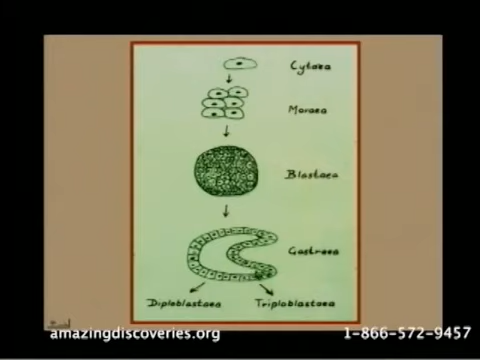 Cytaea
Moraea
Blastaea
Gastraea
Diploblastaea Triploblastaea
amazingdiscoveries.org 1-866-572-9457